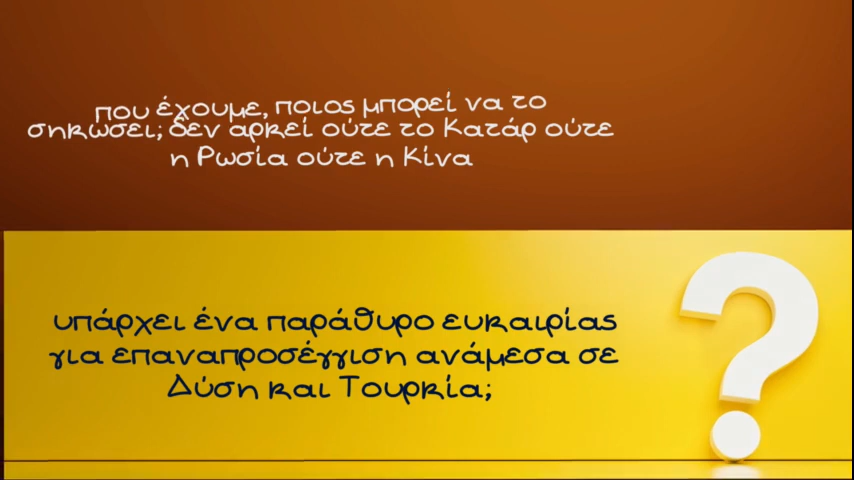 που έχουμε, ποιος μπορεί να το
σηκώσει; δεν αρκεί ούτε το Κατάρ ούτε
η Ρωσία ούτε η Κίνα
υπάρχει ένα παράθυρο ευκαιρίας
για επαναπροσέγγιση ανάμεσα σε
Δύση και Τουρκία;
?